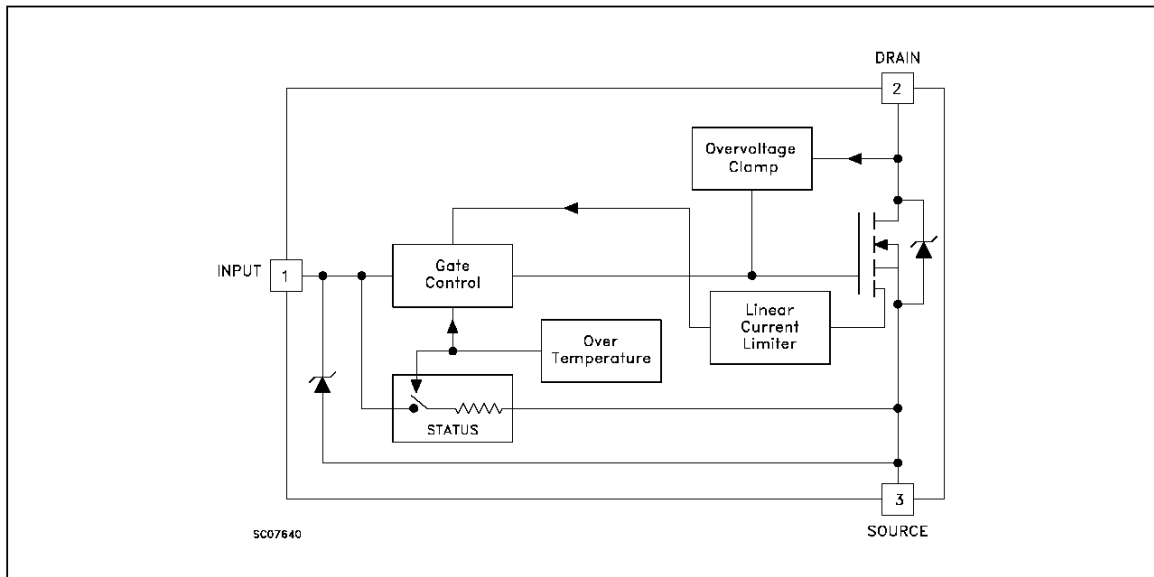 DRAIN
2
Overvoltage
Clamp
INPUT
1
Gate
Control
Linear
Current
Limiter
Over
Temperature
STATUS
3
SOURCE
SC07640